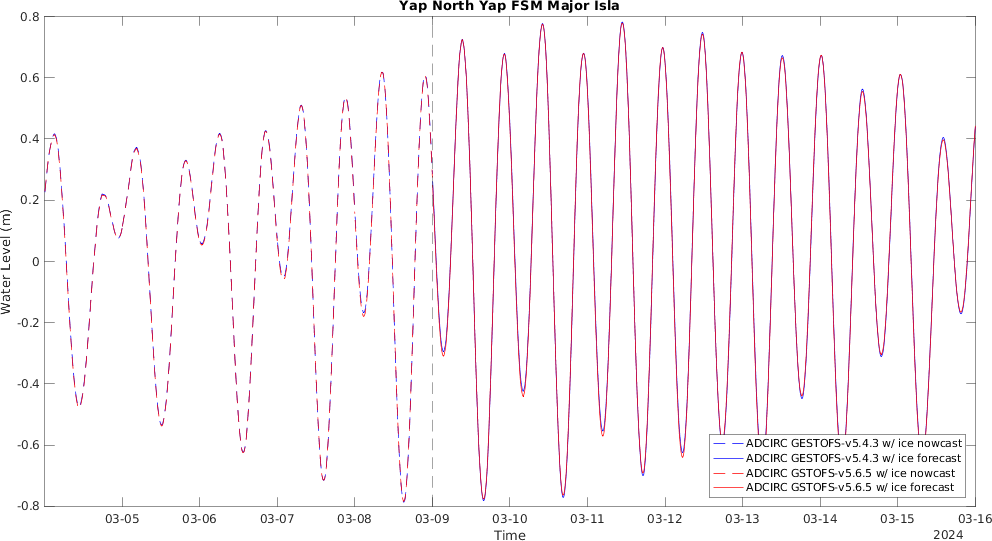 Yap North Yap FSM Major Isla
0.8
0.6
0.4
0.2
0
-0.2
-0.4
-0.6
-0.8
Water Level (m)
ADCIRC GESTOFS-v5.4.3 w/ ice nowcast
ADCIRC GESTOFS-v5.4.3 w/ ice forecast
ADCIRC GSTOFS-v5.6.5 w/ ice nowcast
ADCIRC GSTOFS-v5.6.5 w/ ice forecast
03-05 03-06 03-07 03-08 03-09 03-10 03-11 03-12 03-13 03-14 03-15 03-16
Time
2024